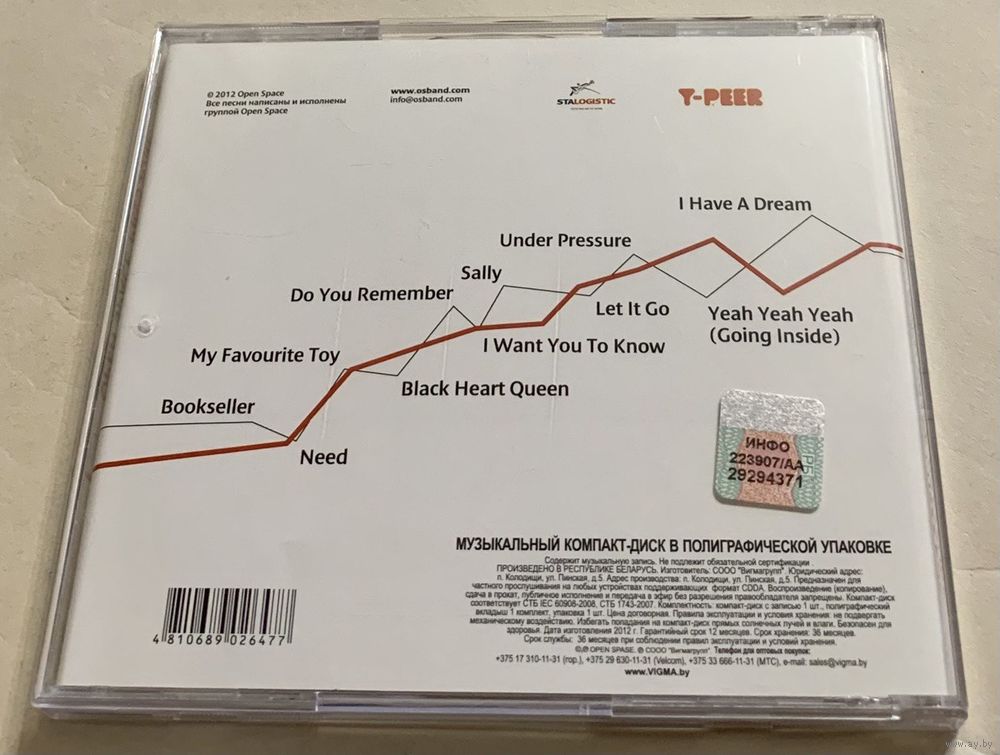 © 2012 Open Space
Все песни написаны и исполнены
группой Open Space
www.osband.com
info@osband.com
STALOGISTIC
Y-PEER
I Have A Dream
Under Pressure
Sally
Do You Remember
Let It Go
Yeah Yeah Yeah
(Going Inside)
I Want You To Know
My Favourite Toy
Black Heart Queen
Bookseller
Need
ИНФО
223907/АА
29294371
МУЗЫКАЛЬНЫЙ КОМПАКТ-ДИСК В ПОЛИГРАФИЧЕСКОЙ УПАКОВКЕ
Содержит музыкальную запись. Не подлежит обязательной сертификации
ПРОИЗВЕДЕНО В РЕСПУБЛИКЕ БЕЛАРУСЬ. Изготовитель: СООО "Вигмагрупп". Юридический адрес:
п. Колодищи, ул. Пинская, д.5. Адрес производства: п. Колодищи, ул. Пинская, д.5. Предназначен для
частного прослушивания на любых устройствах поддерживающих формат CDDA. Воспроизведение (копирование),
сдача в прокат, публичное исполнение и передача в эфир без разрешения правообладателя запрещены. Компакт-диск
соответствует СТБ IEC 60908-2008, СТБ 1743-2007. Комплектность: компакт-диск с записью 1 шт., полиграфический
вкладыш 1 комплект, упаковка 1 шт. Цена договорная. Правила эксплуатации и условия хранения: не подвергать
механическому воздействию. Избегать попадания на компакт-диск прямых солнечных лучей и влаги. Безопасен для
здоровья. Дата изготовления 2012 г. Гарантийный срок 12 месяцев. Срок хранения: 36 месяцев.
Срок службы: 36 месяцев при соблюдении правил эксплуатации и условий хранения.
©,℗ OPEN SPASE. ℗ СООО "Вигмагрупп". Телефон для оптовых покупок:
+375 17 310-11-31 (гор.), +375 29 630-11-31 (Velcom), +375 33 666-11-31 (МТС), e-mail: sales@vigma.by
www.VIGMA.by
4 810689 026477
www.ay.by